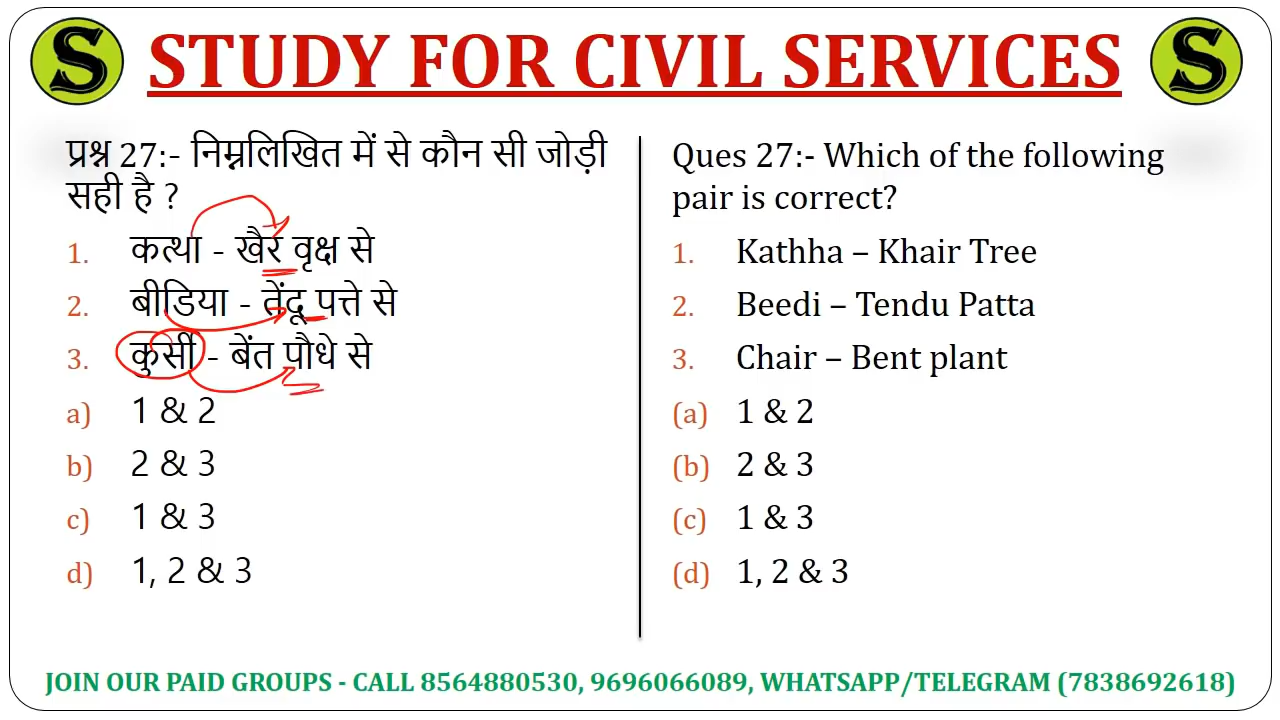 S STUDY FOR CIVIL SERVICES S
प्रश्न 27:- निम्नलिखित में से कौन सी जोड़ी
सही है ?
1. कत्था - खैर वृक्ष से
2. बीडिया - तेंदू पत्ते से
3. कुर्सी - बेंत पौधे से
a) 1 & 2
b) 2 & 3
c) 1 & 3
d) 1, 2 & 3
Ques 27:- Which of the following
pair is correct?
1. Kathha – Khair Tree
2. Beedi – Tendu Patta
3. Chair – Bent plant
(a) 1 & 2
(b) 2 & 3
(c) 1 & 3
(d) 1, 2 & 3
JOIN OUR PAID GROUPS - CALL 8564880530, 9696066089, WHATSAPP/TELEGRAM (7838692618)